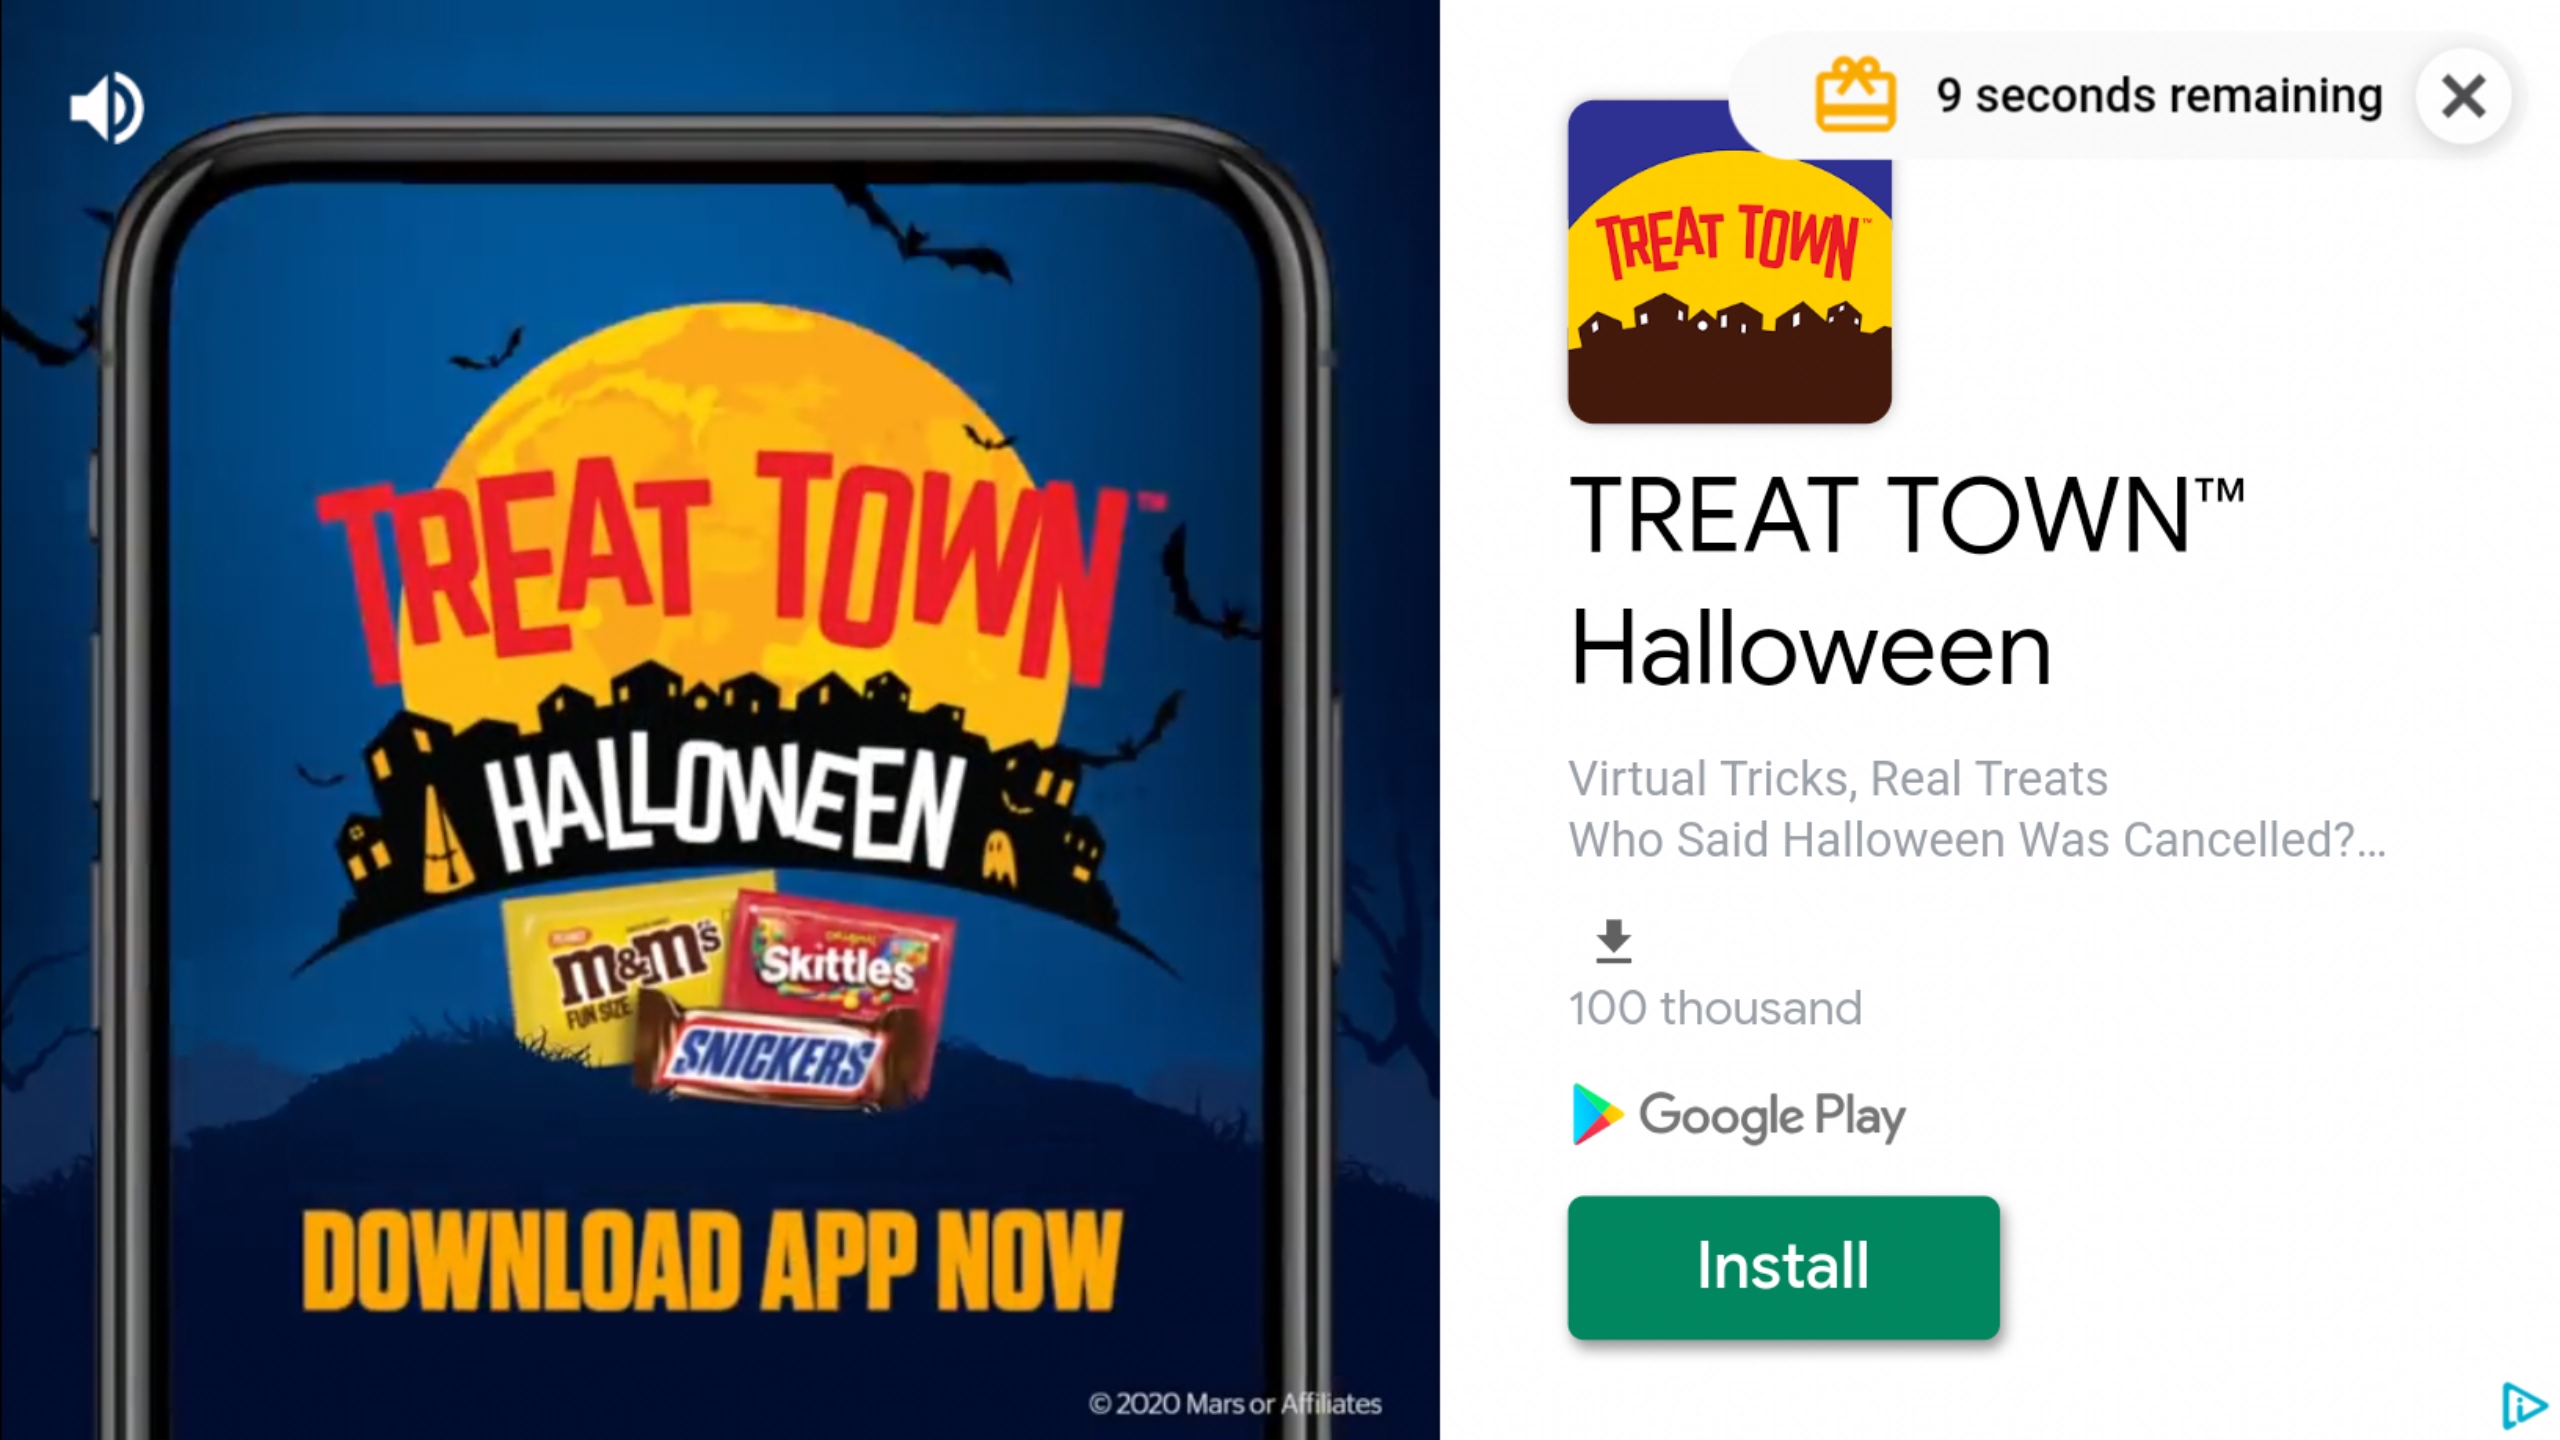 TREAT TOWN™
HALLOWEEN
m&m's
FUN SIZE
Skittles
SNICKERS
DOWNLOAD APP NOW
© 2020 Mars or Affiliates
9 seconds remaining
TREAT TOWN™
TREAT TOWN™
Halloween
Virtual Tricks, Real Treats
Who Said Halloween Was Cancelled?...
100 thousand
Google Play
Install